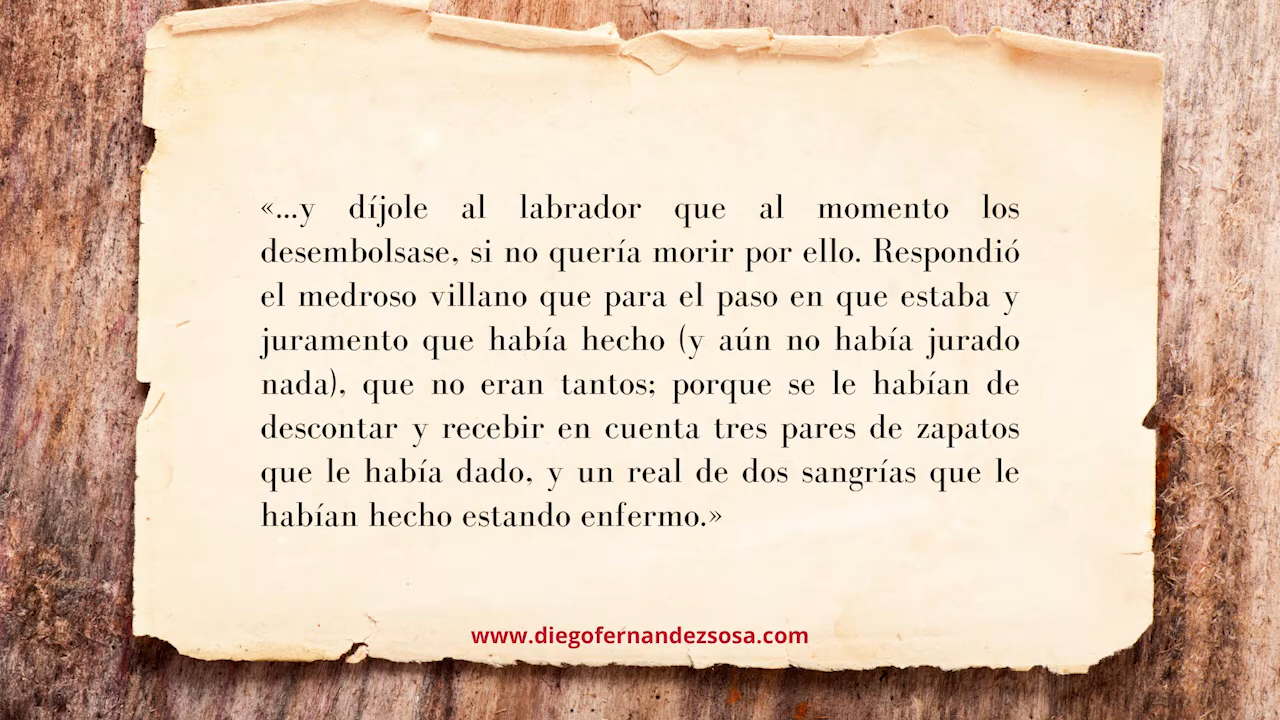 «...y díjole al labrador que al momento los
desembolsase, si no quería morir por ello. Respondió
el medroso villano que para el paso en que estaba y
juramento que había hecho (y aún no había jurado
nada), que no eran tantos; porque se le habían de
descontar y recebir en cuenta tres pares de zapatos
que le había dado, y un real de dos sangrías que le
habían hecho estando enfermo.»
www.diegofernandezsosa.com